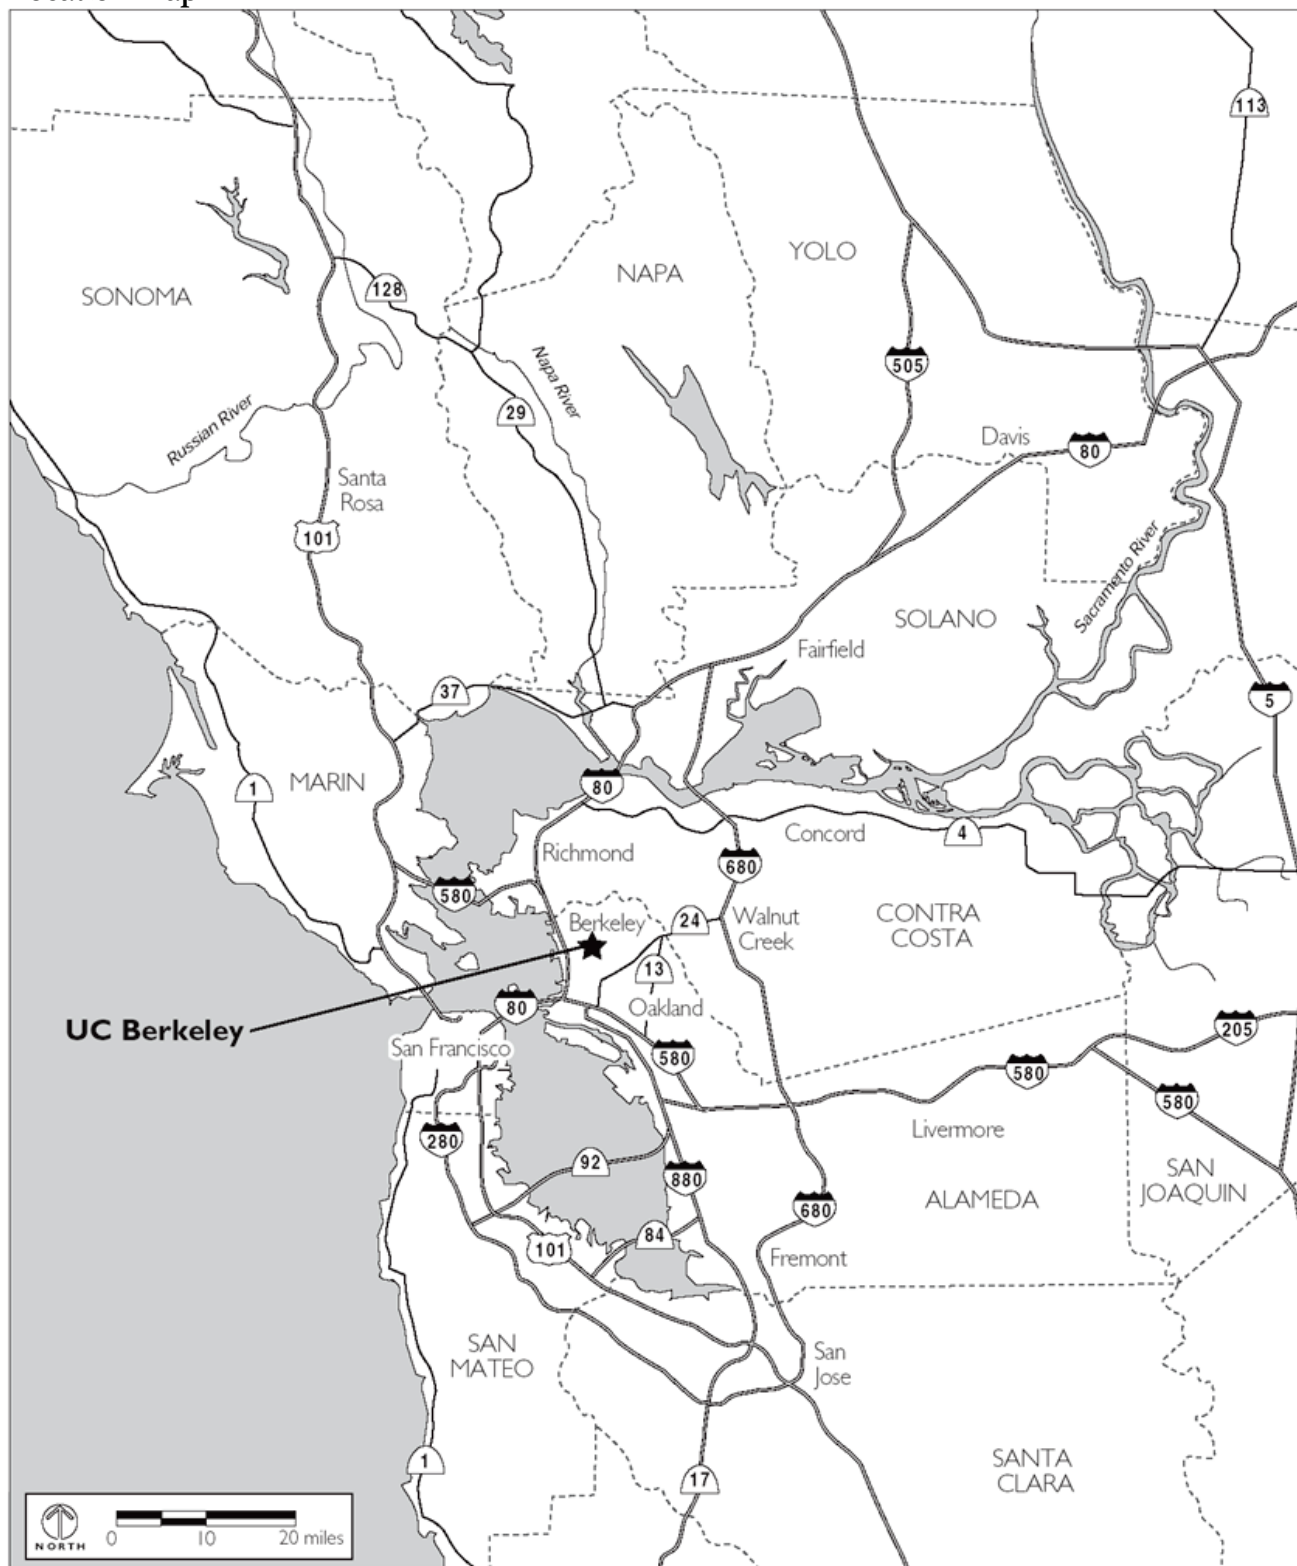 113
YOLO
NAPA
SONOMA
128
505
Napa River
29
Russian River
Davis
80
Santa
Rosa
101
Sacramento River
SOLANO
Fairfield
37
5
MARIN
1
80
Concord
4
Richmond
680
580
Berkeley
24
Walnut
Creek
CONTRA
COSTA
13
80
Oakland
UC Berkeley
205
San Francisco
580
580
580
Livermore
280
92
880
SAN
JOAQUIN
ALAMEDA
680
84
101
Fremont
SAN
MATEO
San
Jose
1
17
SANTA
CLARA
NORTH
0 10 20 miles